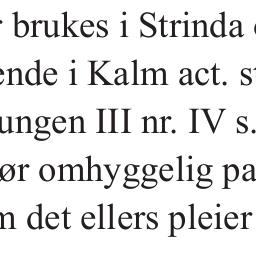 r brukes i Strinda
ende i Kalm act. s
ungen III nr. IV s.
ør omhyggelig pa
m det ellers pleier